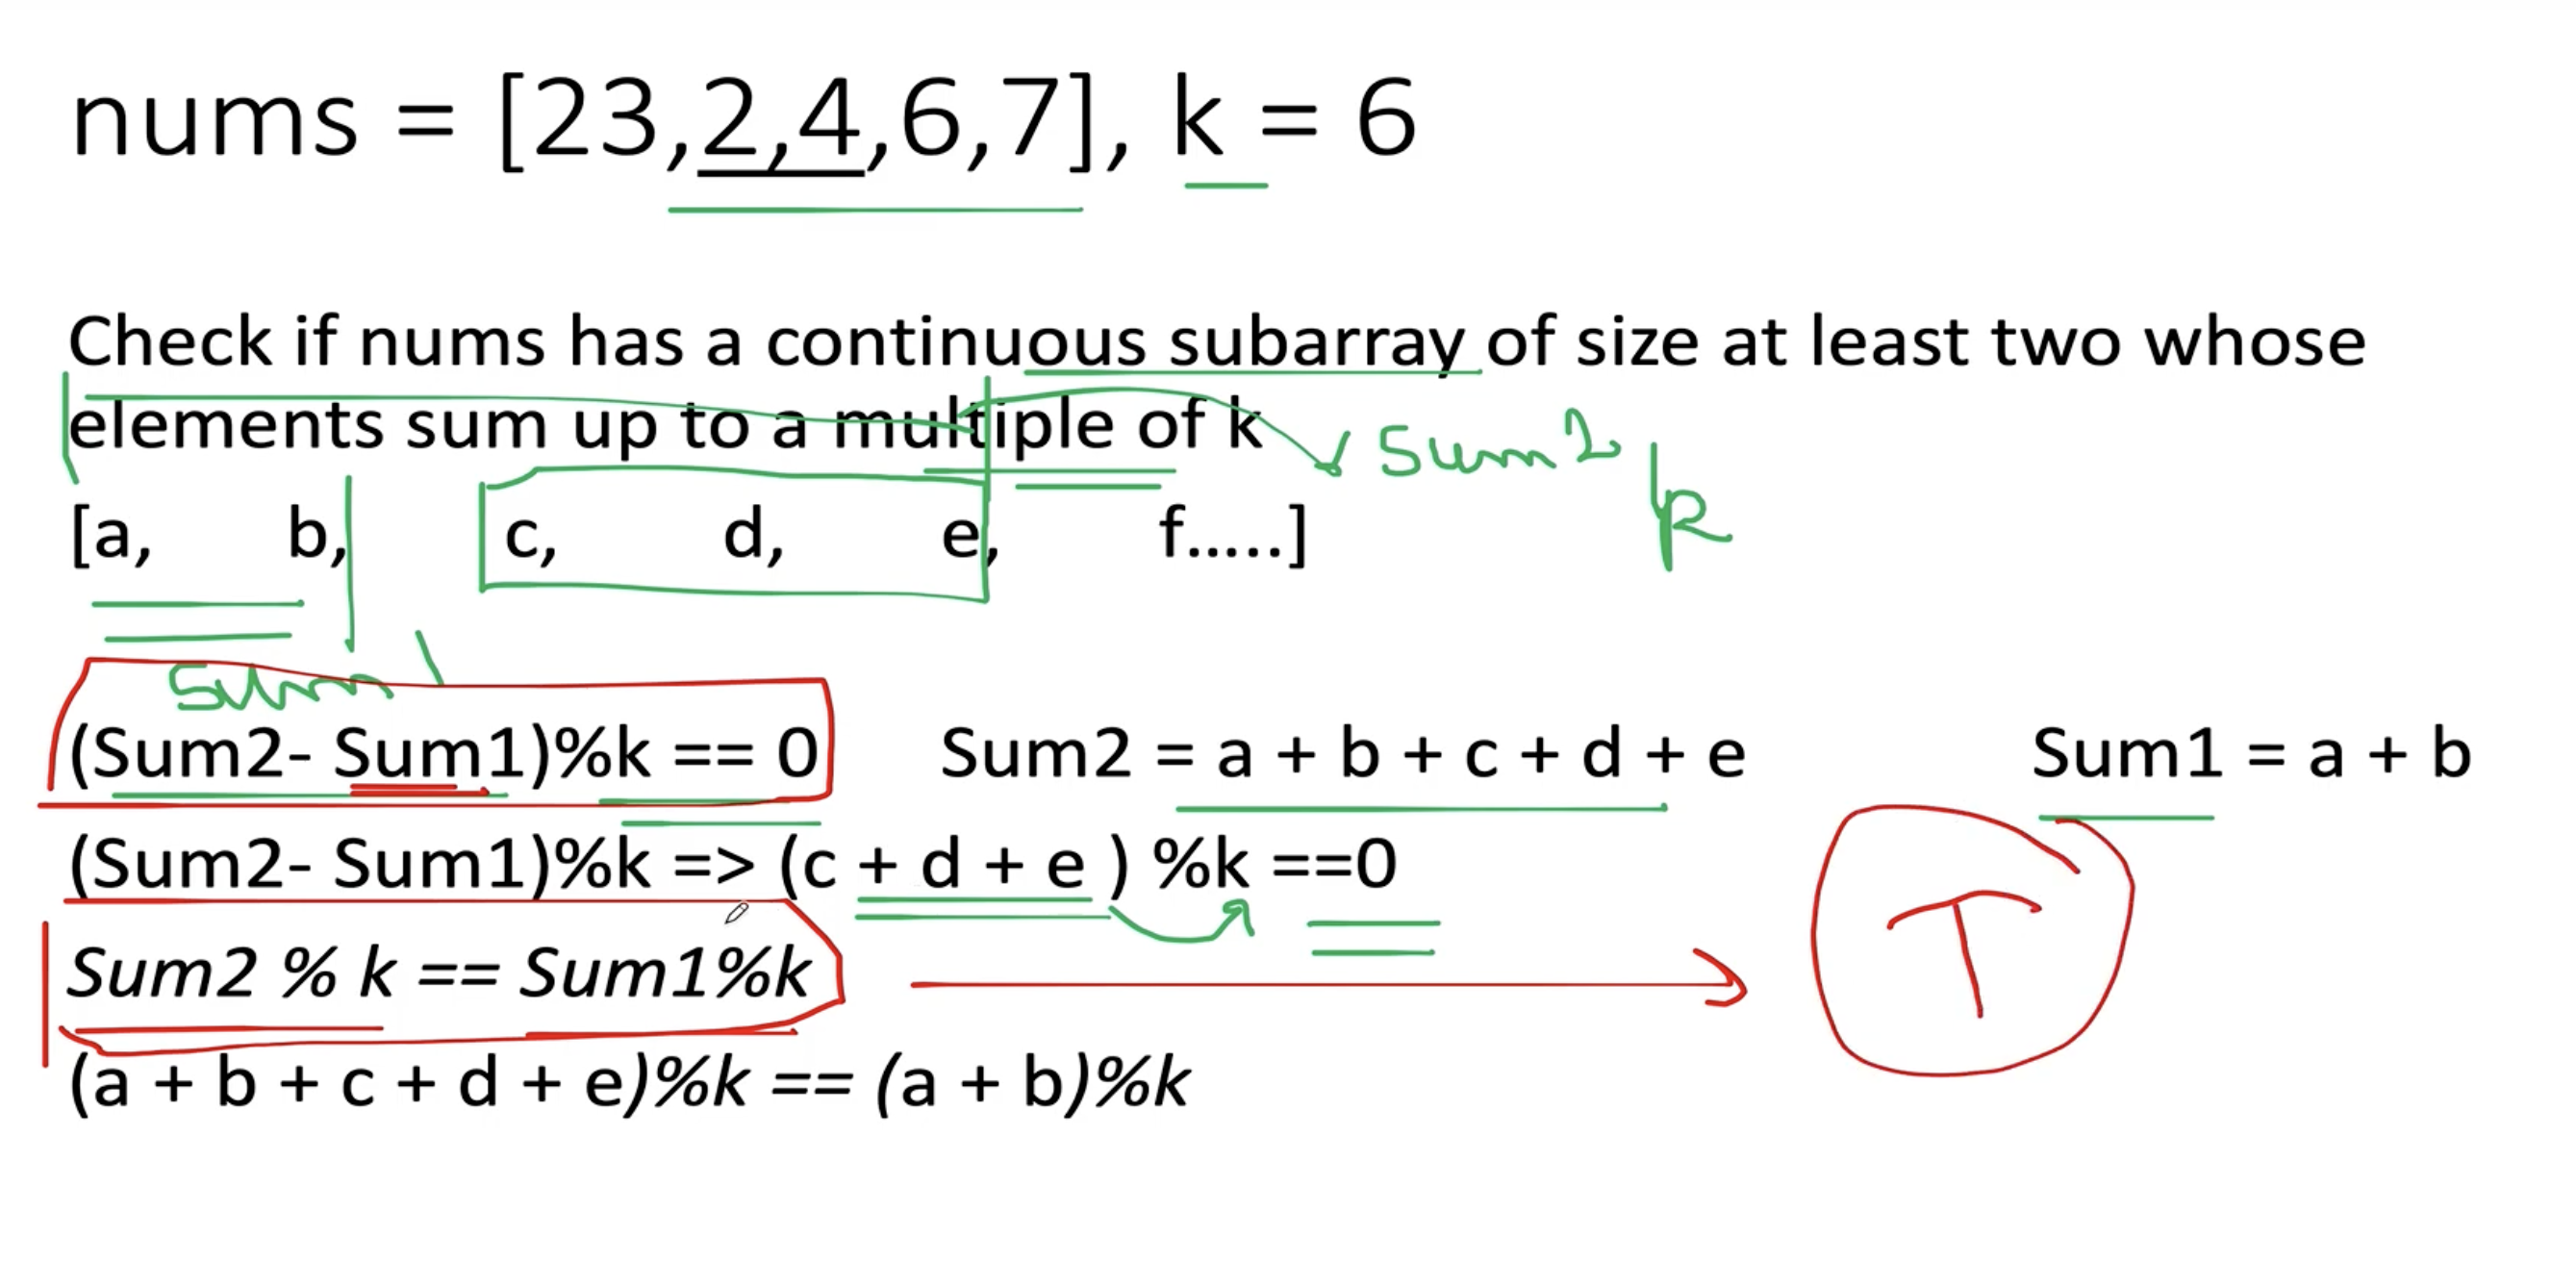 nums = [23,2,4,6,7], k = 6
Check if nums has a continuous subarray of size at least two whose
elements sum up to a multiple of k
Sum2
k
[a, b, c, d, e, f.....]
Sum1
(Sum2- Sum1)%k == 0 Sum2 = a + b + c + d + e Sum1 = a + b
(Sum2- Sum1)%k => (c + d + e ) %k ==0
T
Sum2 % k == Sum1%k
(a + b + c + d + e)%k == (a + b)%k